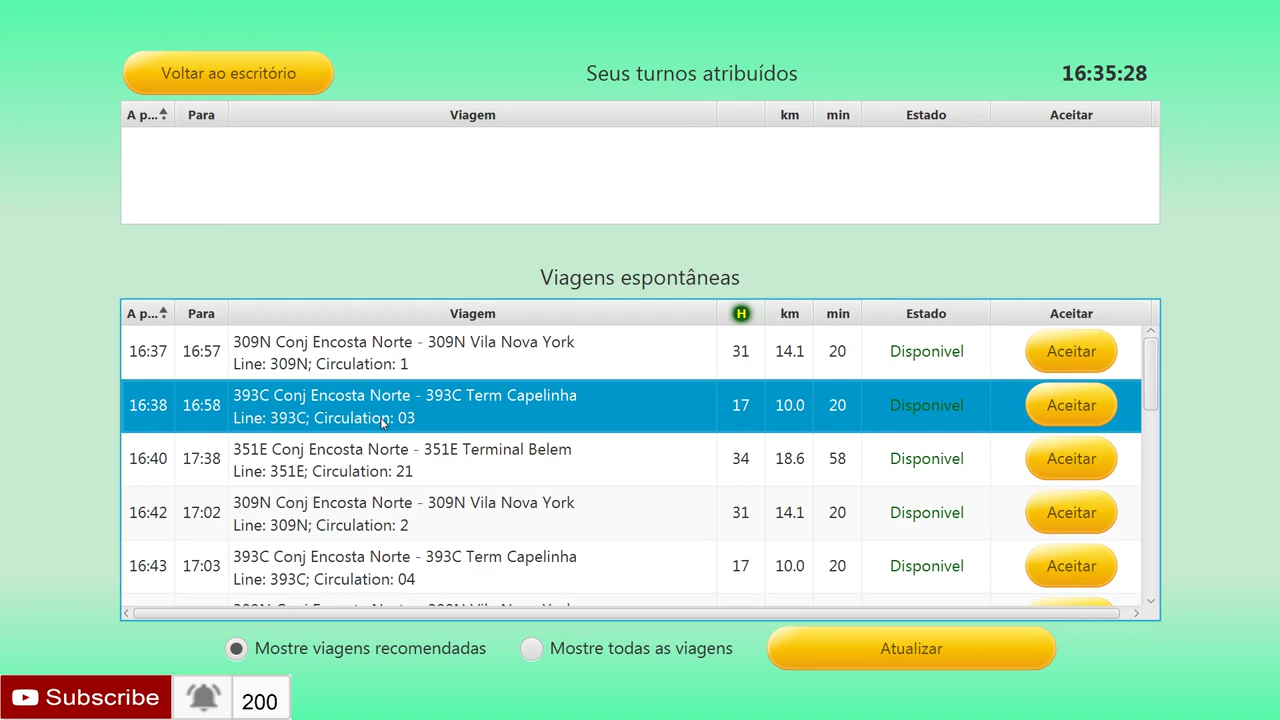 Voltar ao escritório
Seus turnos atribuídos
16:35:28
A p... Para Viagem km min Estado Aceitar
Viagens espontâneas
A p... Para Viagem H km min Estado Aceitar
16:37 16:57 309N Conj Encosta Norte - 309N Vila Nova York 31 14.1 20 Disponivel Aceitar
Line: 309N; Circulation: 1
16:38 16:58 393C Conj Encosta Norte - 393C Term Capelinha 17 10.0 20 Disponivel Aceitar
Line: 393C; Circulation: 03
16:40 17:38 351E Conj Encosta Norte - 351E Terminal Belem 34 18.6 58 Disponivel Aceitar
Line: 351E; Circulation: 21
16:42 17:02 309N Conj Encosta Norte - 309N Vila Nova York 31 14.1 20 Disponivel Aceitar
Line: 309N; Circulation: 2
16:43 17:03 393C Conj Encosta Norte - 393C Term Capelinha 17 10.0 20 Disponivel Aceitar
Line: 393C; Circulation: 04
Mostre viagens recomendadas
Mostre todas as viagens
Atualizar
Subscribe
200